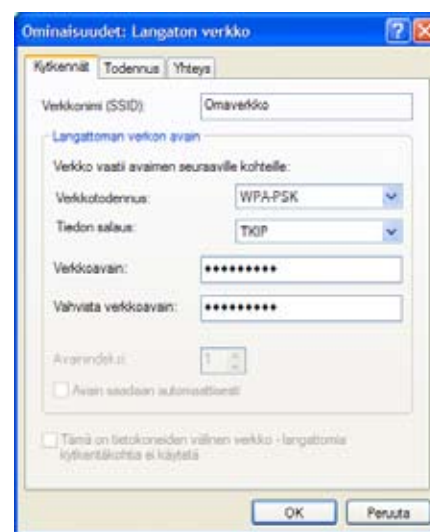 Ominaisuudet: Langaton verkko
Kytkennät Todennus Yhteys
Verkkonimi (SSID): Omaverkko
Langattoman verkon avain
Verkko vaatii avaimen seuraaville kohteille:
Verkkotodennus: WPA-PSK
Tiedon salaus: TKIP
Verkkoavain: •••••••••
Vahvista verkkoavain: •••••••••
Avainindeksi: 1
Avain saadaan automaattisesti
Tämä on tietokoneiden välinen verkko - langattomia
kytkentäkohtia ei käytetä
OK Peruuta